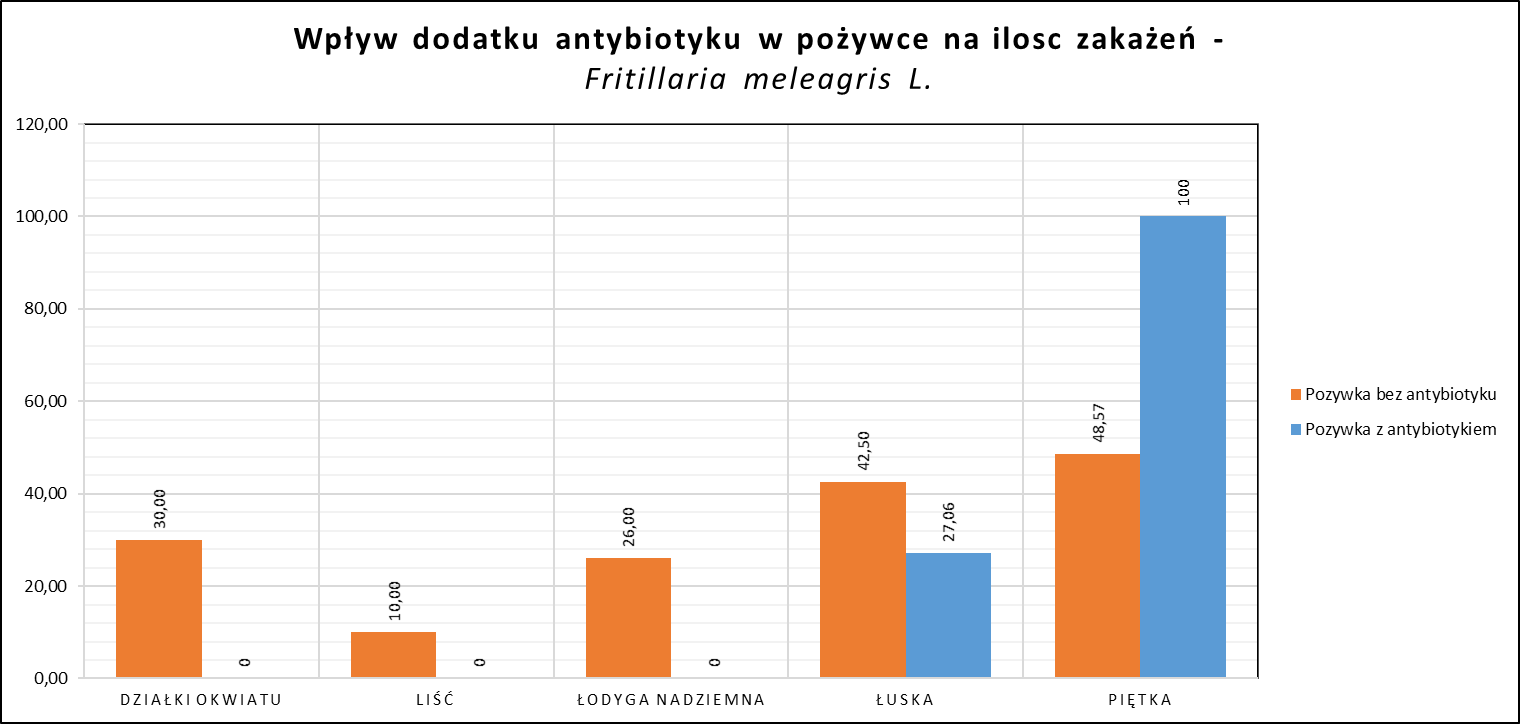 Wpływ dodatku antybiotyku w pożywce na ilosc zakażeń -
Fritillaria meleagris L.
120,00
100,00
80,00
60,00
40,00
20,00
0,00
30,00
0
10,00
0
26,00
0
42,50
27,06
48,57
100
DZIAŁKI OKWIATU
LIŚĆ
ŁODYGA NADZIEMNA
ŁUSKA
PIĘTKA
Pozywka bez antybiotyku
Pozywka z antybiotykiem